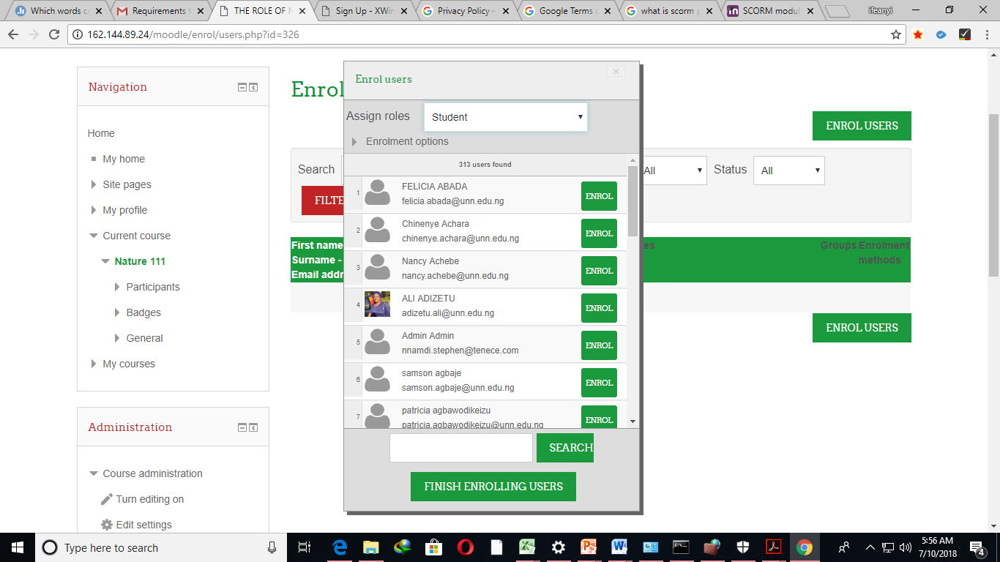 Which words c
Requirements f
THE ROLE OF N
Sign Up - XWir
Privacy Policy –
Google Terms o
what is scorm p
SCORM modul
ifeanyi
162.144.89.24/moodle/enrol/users.php?id=326
Navigation
Home
My home
Site pages
My profile
Current course
Nature 111
Participants
Badges
General
My courses
Administration
Course administration
Turn editing on
Edit settings
Enrol
ENROL USERS
Search
All
Status
All
FILTE
First name
Surname -
Email addr
es
Groups
Enrolment
methods
ENROL USERS
Enrol users
Assign roles
Student
Enrolment options
313 users found
1
FELICIA ABADA
felicia.abada@unn.edu.ng
ENROL
2
Chinenye Achara
chinenye.achara@unn.edu.ng
ENROL
3
Nancy Achebe
nancy.achebe@unn.edu.ng
ENROL
4
ALI ADIZETU
adizetu.ali@unn.edu.ng
ENROL
5
Admin Admin
nnamdi.stephen@tenece.com
ENROL
6
samson agbaje
samson.agbaje@unn.edu.ng
ENROL
7
patricia agbawodikeizu
patricia.agbawodikeizu@unn.edu.ng
ENROL
SEARCH
FINISH ENROLLING USERS
Type here to search
5:56 AM
7/10/2018
4